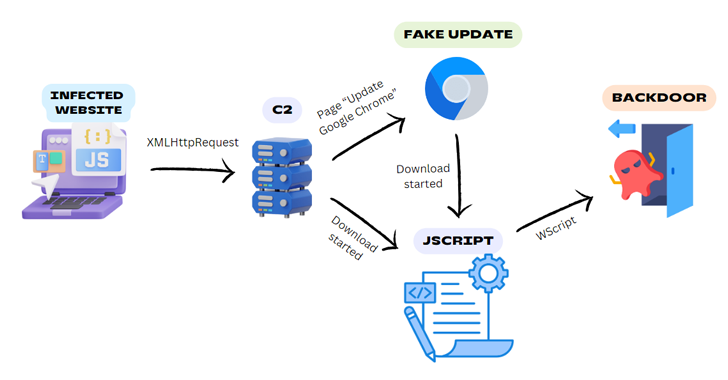 FAKE UPDATE
INFECTED
WEBSITE
C2
Page "Update
Google Chrome"
BACKDOOR
XMLHttpRequest
{:}
JS
T
Download
started
Download
started
JSCRIPT
WScript
</>